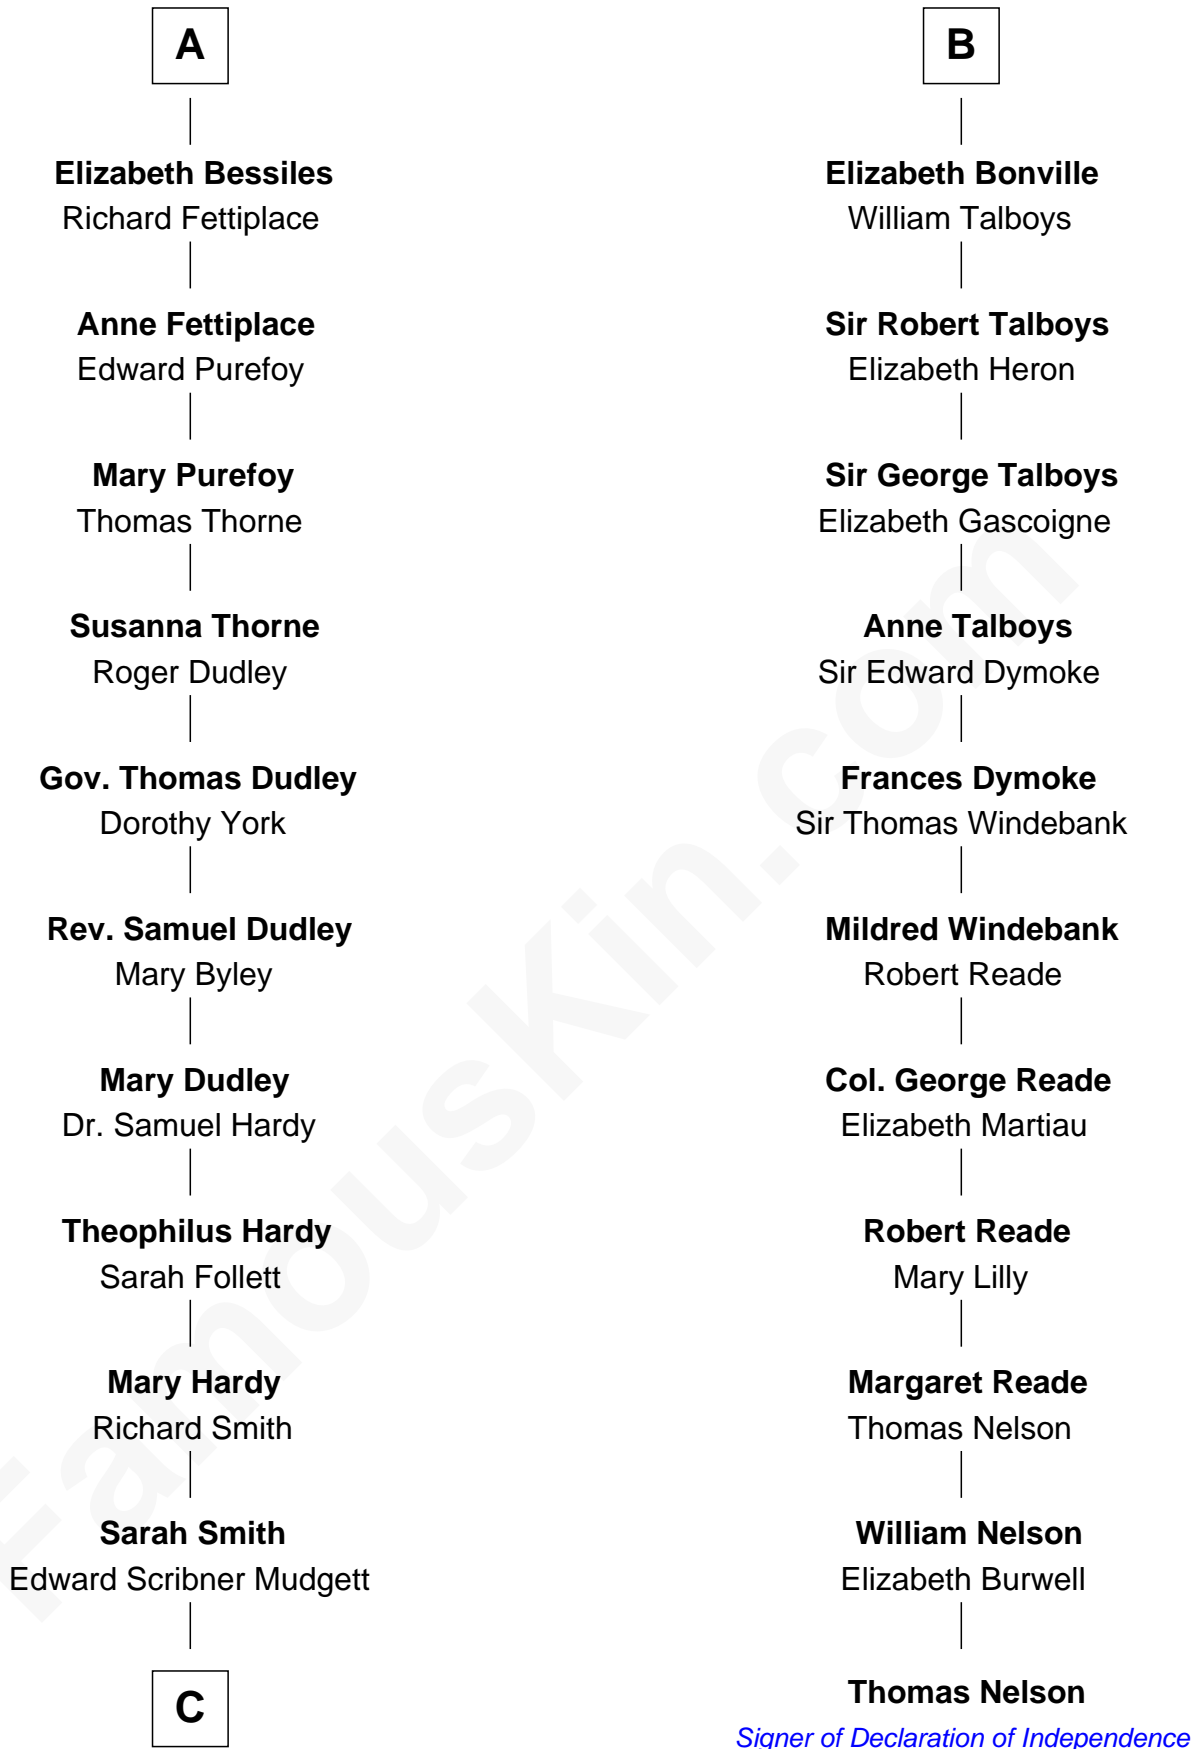 A
Elizabeth Bessiles
Richard Fettiplace
Anne Fettiplace
Edward Purefoy
Mary Purefoy
Thomas Thorne
Susanna Thorne
Roger Dudley
Gov. Thomas Dudley
Dorothy York
Rev. Samuel Dudley
Mary Byley
Mary Dudley
Dr. Samuel Hardy
Theophilus Hardy
Sarah Follett
Mary Hardy
Richard Smith
Sarah Smith
Edward Scribner Mudgett
C
B
Elizabeth Bonville
William Talboys
Sir Robert Talboys
Elizabeth Heron
Sir George Talboys
Elizabeth Gascoigne
Anne Talboys
Sir Edward Dymoke
Frances Dymoke
Sir Thomas Windebank
Mildred Windebank
Robert Reade
Col. George Reade
Elizabeth Martiau
Robert Reade
Mary Lilly
Margaret Reade
Thomas Nelson
William Nelson
Elizabeth Burwell
Thomas Nelson
Signer of Declaration of Independence
FamousKin.com